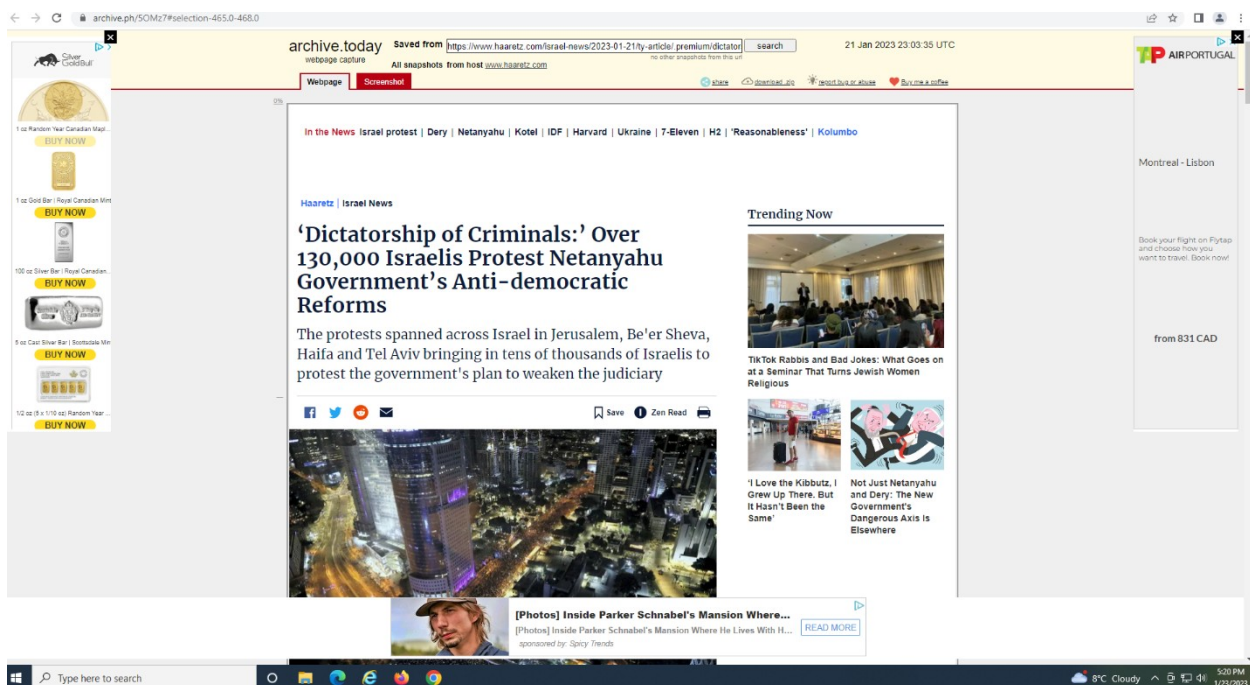 archive.ph/5OMz7#selection-465.0-468.0
archive.today
webpage capture
Saved from https://www.haaretz.com/israel-news/2023-01-21/ty-article/.premium/dictator search
no other snapshots from this url
21 Jan 2023 23:03:35 UTC
All snapshots from host www.haaretz.com
Webpage Screenshot
share download .zip report bug or abuse Buy me a coffee
0%
Silver
GoldBull
1 oz Random Year Canadian Mapl...
BUY NOW
1 oz Gold Bar | Royal Canadian Mint
BUY NOW
100 oz Silver Bar | Royal Canadian...
BUY NOW
5 oz Cast Silver Bar | Scottsdale Min
BUY NOW
1/2 oz (5 x 1/10 oz) Random Year ...
BUY NOW
In the News Israel protest | Dery | Netanyahu | Kotel | IDF | Harvard | Ukraine | 7-Eleven | H2 | 'Reasonableness' | Kolumbo
Haaretz | Israel News
‘Dictatorship of Criminals:’ Over
130,000 Israelis Protest Netanyahu
Government’s Anti-democratic
Reforms
The protests spanned across Israel in Jerusalem, Be'er Sheva,
Haifa and Tel Aviv bringing in tens of thousands of Israelis to
protest the government's plan to weaken the judiciary
Save Zen Read
Trending Now
TikTok Rabbis and Bad Jokes: What Goes on
at a Seminar That Turns Jewish Women
Religious
'I Love the Kibbutz, I
Grew Up There. But
It Hasn't Been the
Same'
Not Just Netanyahu
and Dery: The New
Government's
Dangerous Axis Is
Elsewhere
TP AIRPORTUGAL
Montreal - Lisbon
Book your flight on Flytap
and choose how you
want to travel. Book now!
from 831 CAD
[Photos] Inside Parker Schnabel's Mansion Where...
[Photos] Inside Parker Schnabel's Mansion Where He Lives With H...
sponsored by: Spicy Trends
READ MORE
Type here to search
8°C Cloudy
5:20 PM
1/23/2023